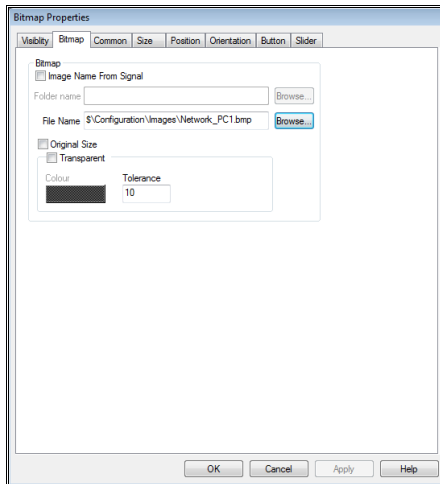 Bitmap Properties
Visiblity Bitmap Common Size Position Orientation Button Slider
Bitmap
Image Name From Signal
Folder name Browse...
File Name $\Configuration\Images\Network_PC1.bmp Browse...
Original Size
Transparent
Colour Tolerance
10
OK Cancel Apply Help